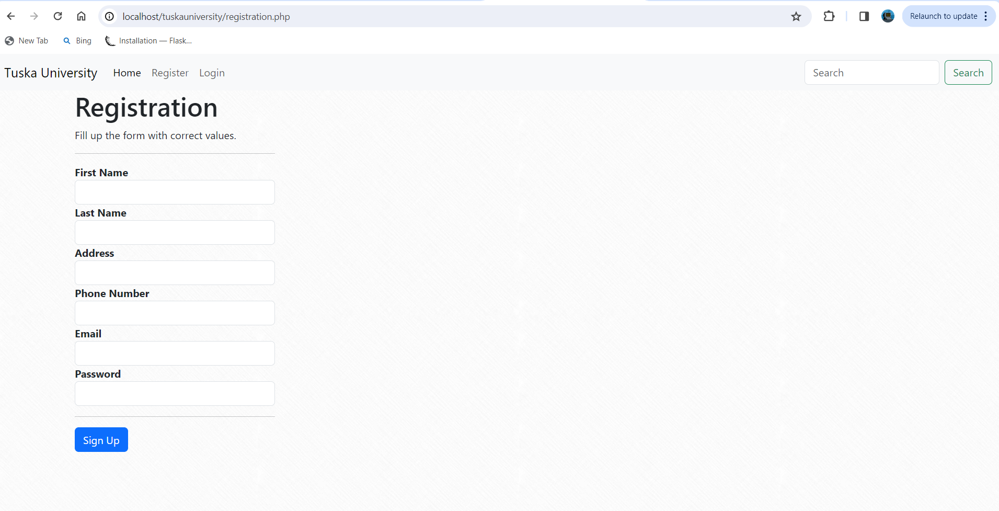 localhost/tuskauniversity/registration.php
Relaunch to update
New Tab Bing Installation — Flask...
Tuska University Home Register Login Search Search
Registration
Fill up the form with correct values.
First Name
Last Name
Address
Phone Number
Email
Password
Sign Up